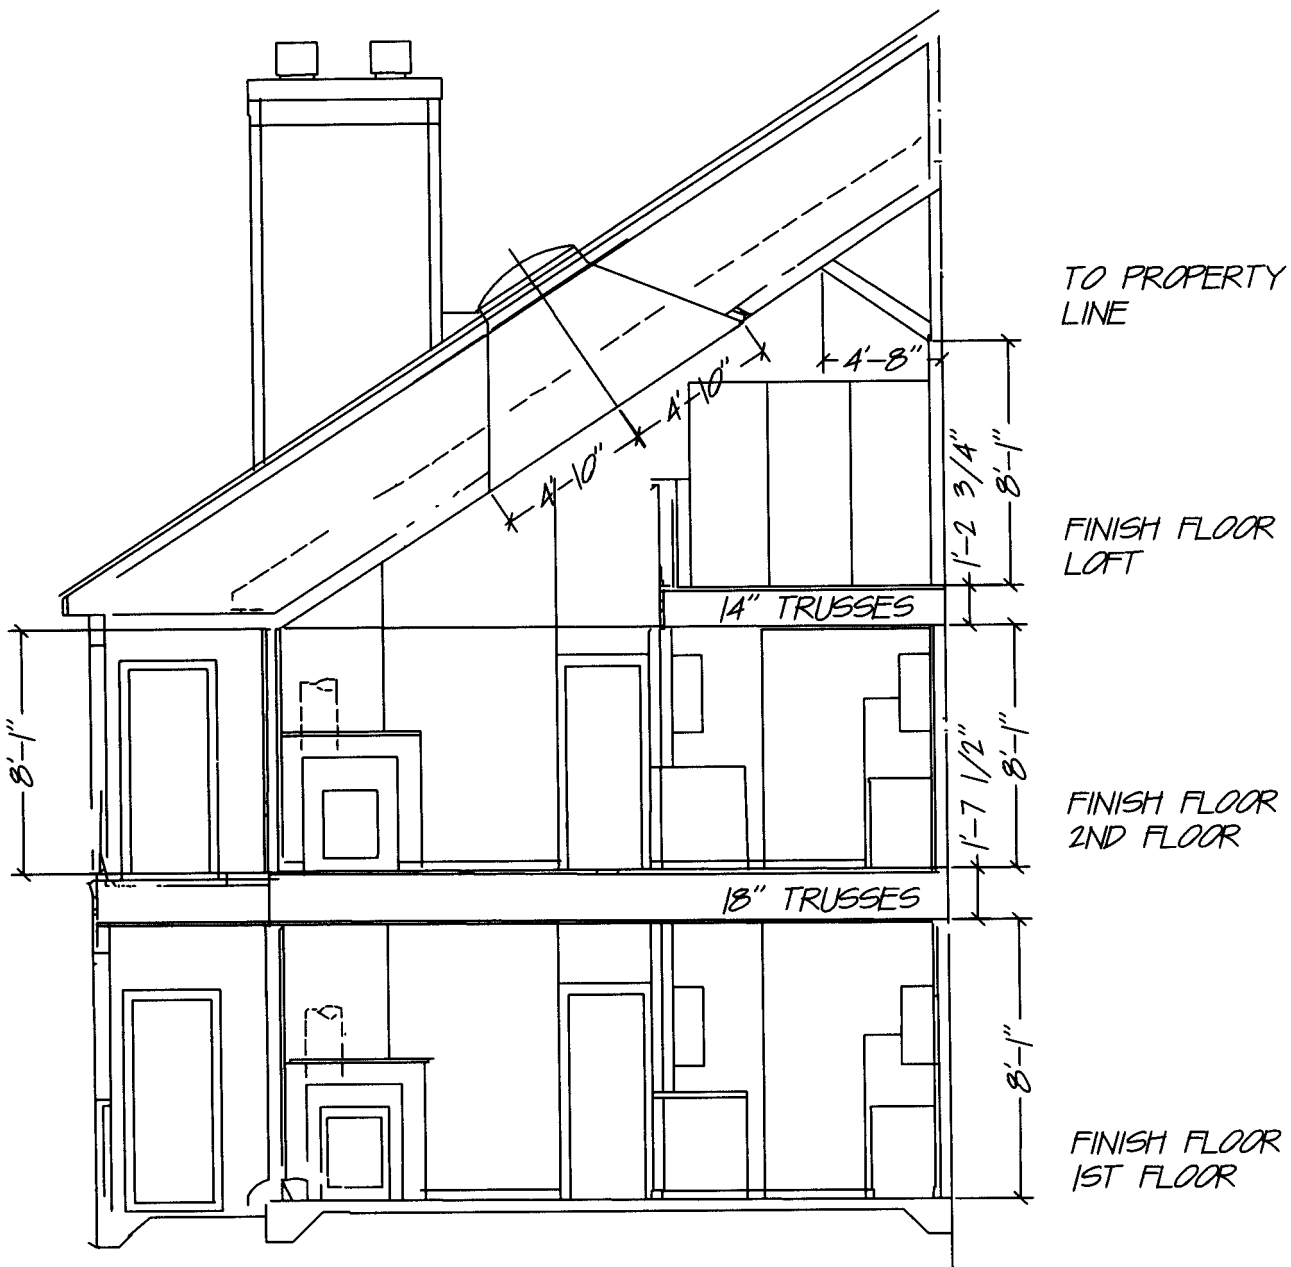 TO PROPERTY
LINE
4'-8"
4'-10"
4'-10"
1'-2 3/4"
8'-1"
FINISH FLOOR
LOFT
14" TRUSSES
8'-1"
1'-7 1/2"
8'-1"
FINISH FLOOR
2ND FLOOR
18" TRUSSES
8'-1"
FINISH FLOOR
1ST FLOOR